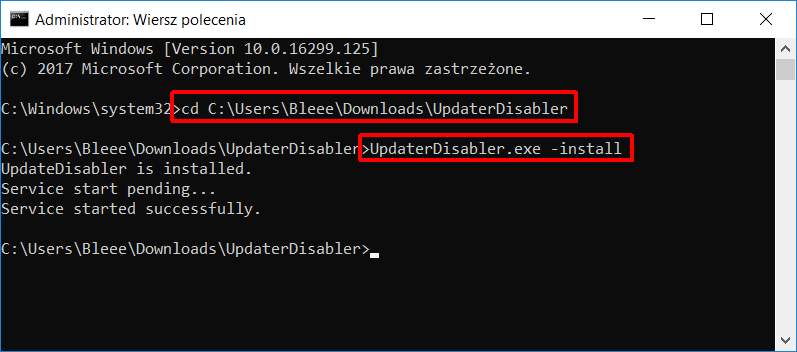 Administrator: Wiersz polecenia
Microsoft Windows [Version 10.0.16299.125]
(c) 2017 Microsoft Corporation. Wszelkie prawa zastrzeżone.
C:\Windows\system32>cd C:\Users\Bleee\Downloads\UpdaterDisabler
C:\Users\Bleee\Downloads\UpdaterDisabler>UpdaterDisabler.exe -install
UpdateDisabler is installed.
Service start pending...
Service started successfully.
C:\Users\Bleee\Downloads\UpdaterDisabler>